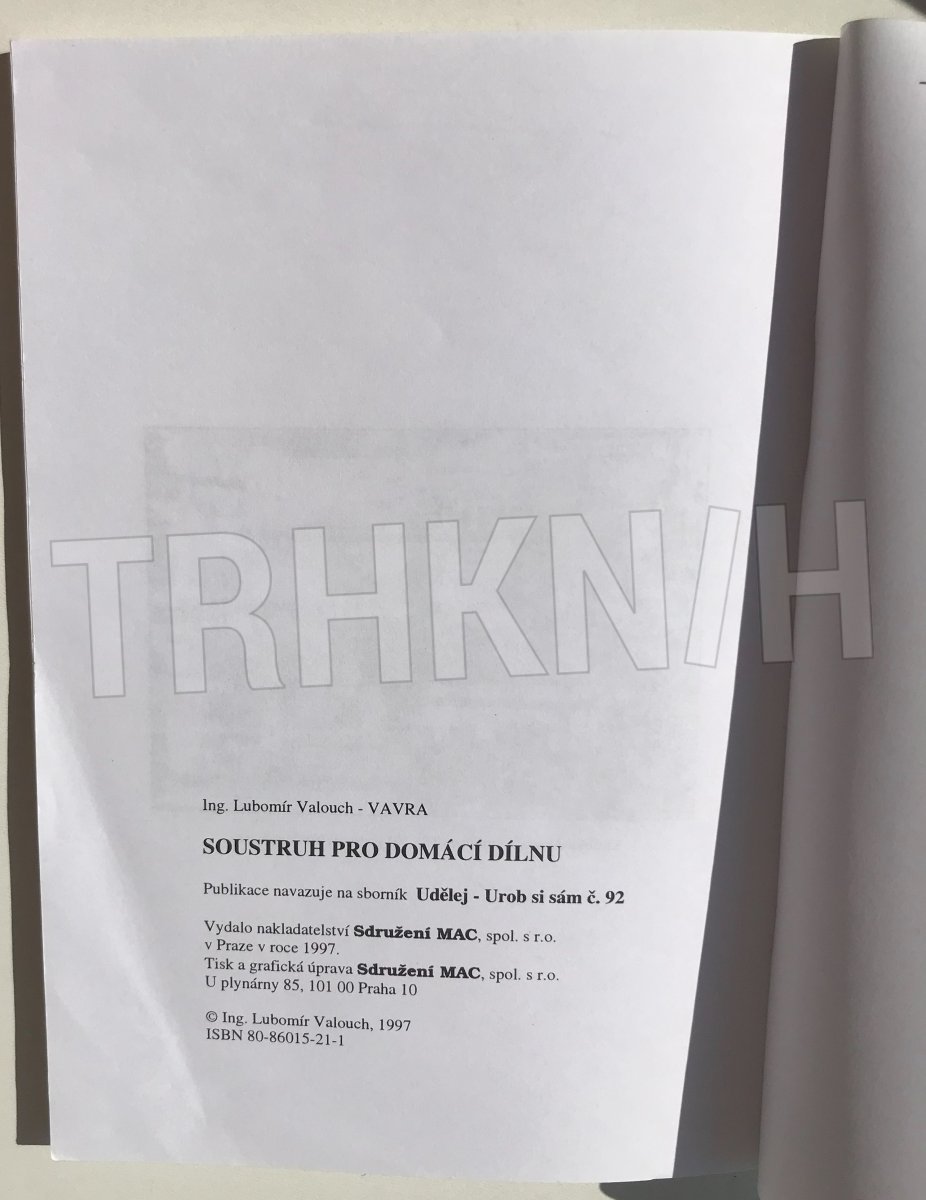 TRHKNIH
Ing. Lubomír Valouch - VAVRA
SOUSTRUH PRO DOMÁCÍ DÍLNU
Publikace navazuje na sborník Udělej - Urob si sám č. 92
Vydalo nakladatelství Sdružení MAC, spol. s r.o.
v Praze v roce 1997.
Tisk a grafická úprava Sdružení MAC, spol. s r.o.
U plynárny 85, 101 00 Praha 10
© Ing. Lubomír Valouch, 1997
ISBN 80-86015-21-1